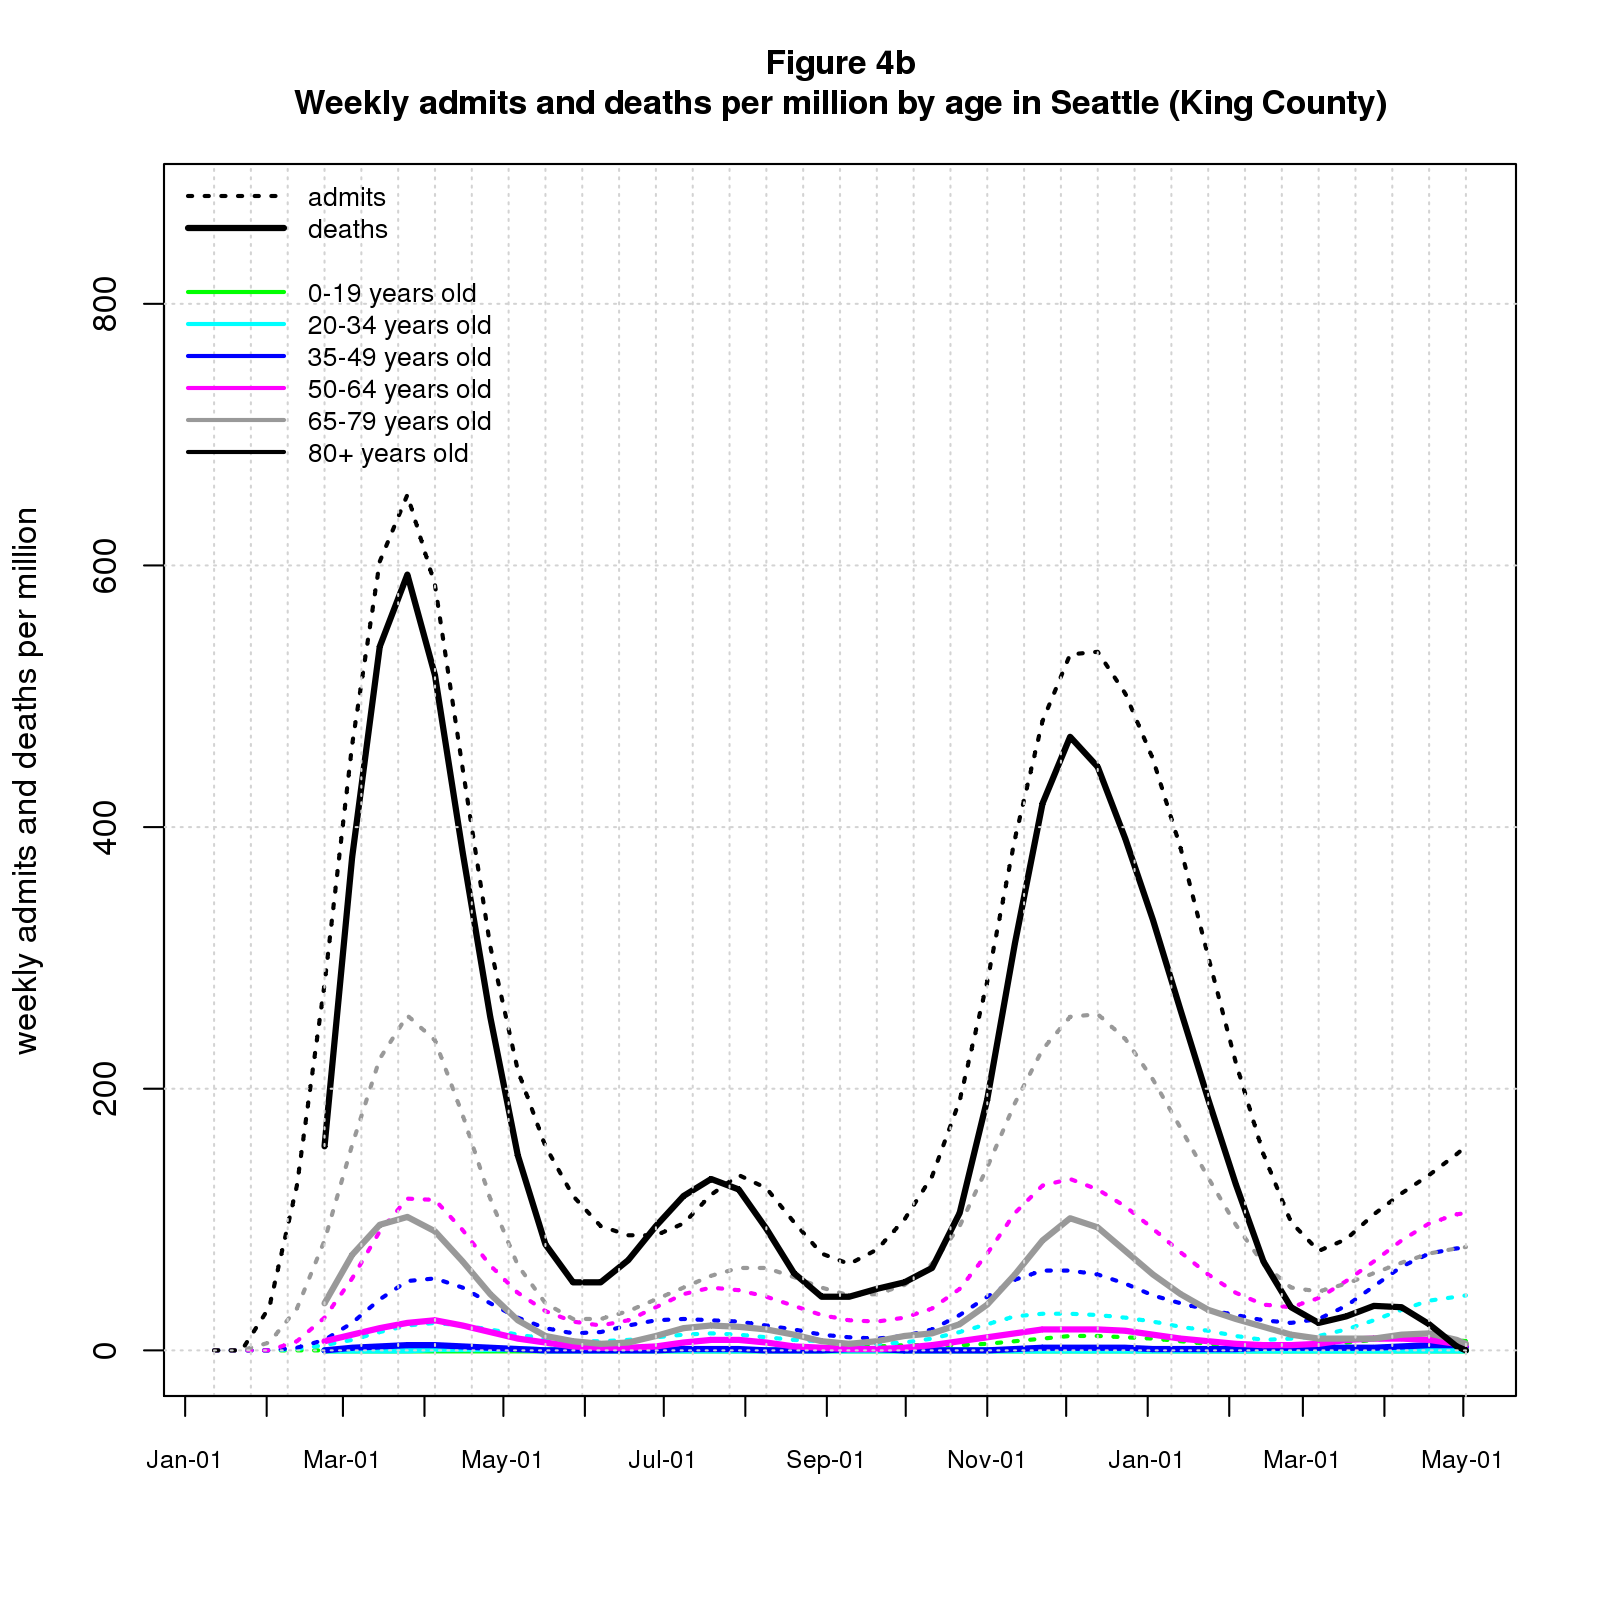 Figure 4b
Weekly admits and deaths per million by age in Seattle (King County)
admits
deaths
0-19 years old
20-34 years old
35-49 years old
50-64 years old
65-79 years old
80+ years old
weekly admits and deaths per million
800
600
400
200
0
Jan-01 Mar-01 May-01 Jul-01 Sep-01 Nov-01 Jan-01 Mar-01 May-01